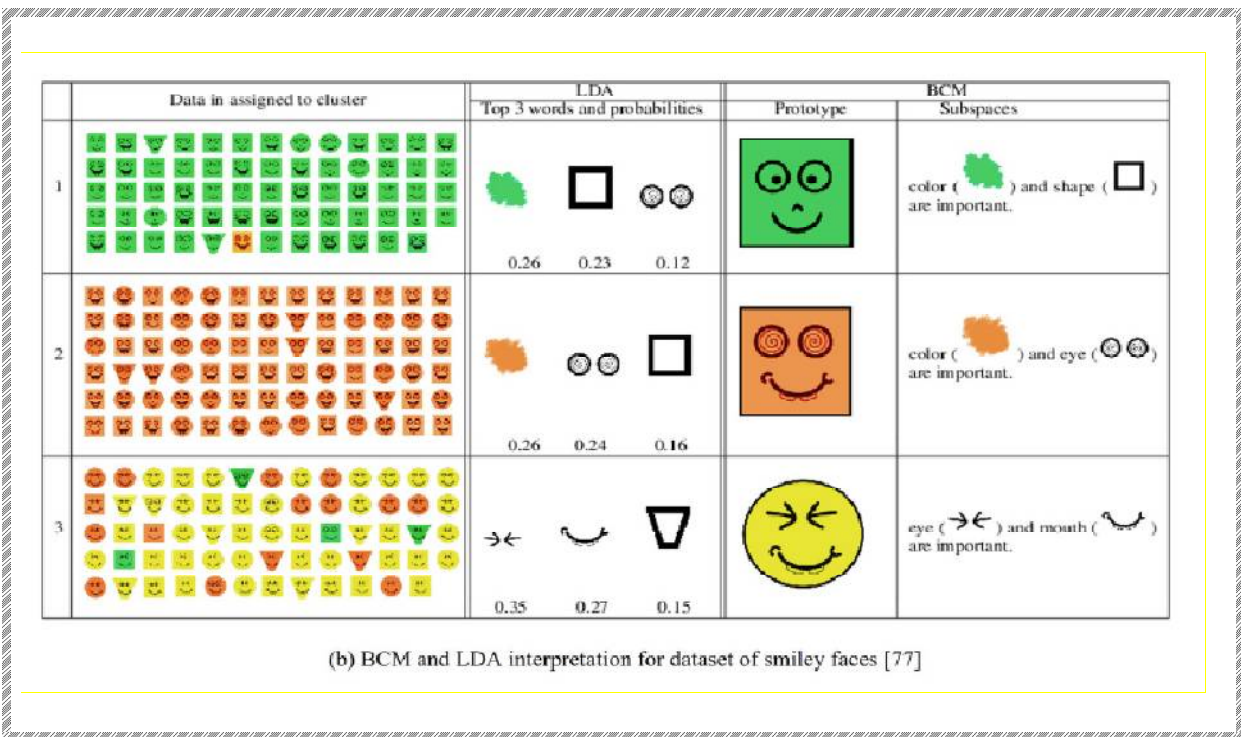 Data in assigned to cluster
LDA
BCM
Top 3 words and probabilities
Prototype
Subspaces
1
0.26 0.23 0.12
color ( ) and shape ( )
are important.
2
0.26 0.24 0.16
color ( ) and eye ( )
are important.
3
0.35 0.27 0.15
eye ( ) and mouth ( )
are important.
(b) BCM and LDA interpretation for dataset of smiley faces [77]